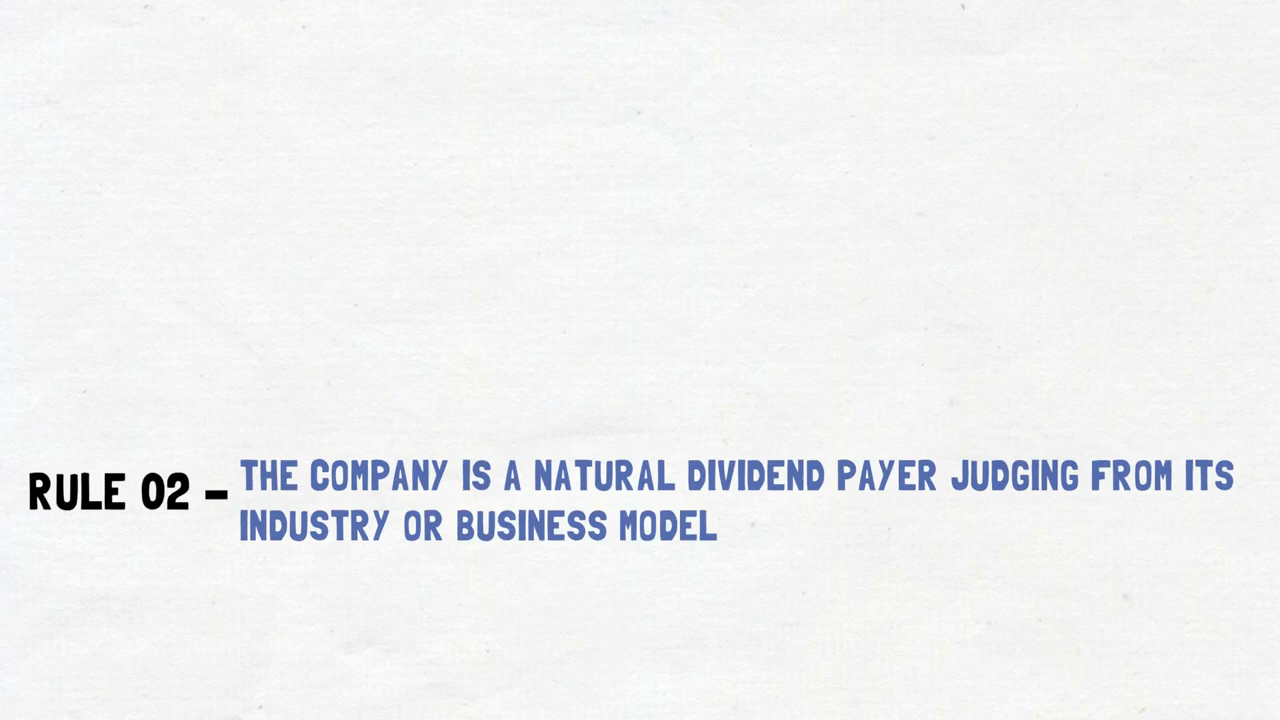 RULE 02 – THE COMPANY IS A NATURAL DIVIDEND PAYER JUDGING FROM ITS
INDUSTRY OR BUSINESS MODEL